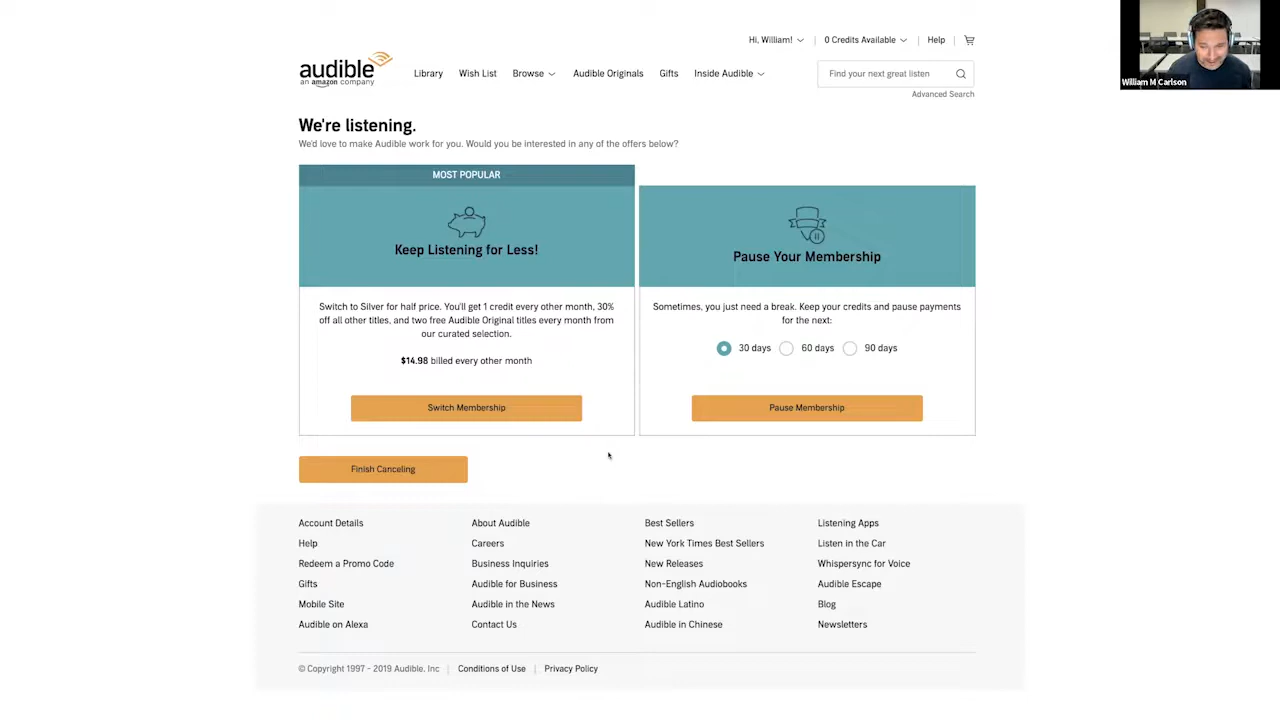 Hi, William!
0 Credits Available
Help
audible
an amazon company
Library
Wish List
Browse
Audible Originals
Gifts
Inside Audible
Find your next great listen
Advanced Search
William M Carlson
We're listening.
We'd love to make Audible work for you. Would you be interested in any of the offers below?
MOST POPULAR
Keep Listening for Less!
Switch to Silver for half price. You'll get 1 credit every other month, 30%
off all other titles, and two free Audible Original titles every month from
our curated selection.
$14.98 billed every other month
Switch Membership
Pause Your Membership
Sometimes, you just need a break. Keep your credits and pause payments
for the next:
30 days
60 days
90 days
Pause Membership
Finish Canceling
Account Details
Help
Redeem a Promo Code
Gifts
Mobile Site
Audible on Alexa
About Audible
Careers
Business Inquiries
Audible for Business
Audible in the News
Contact Us
Best Sellers
New York Times Best Sellers
New Releases
Non-English Audiobooks
Audible Latino
Audible in Chinese
Listening Apps
Listen in the Car
Whispersync for Voice
Audible Escape
Blog
Newsletters
© Copyright 1997 - 2019 Audible. Inc
Conditions of Use
Privacy Policy